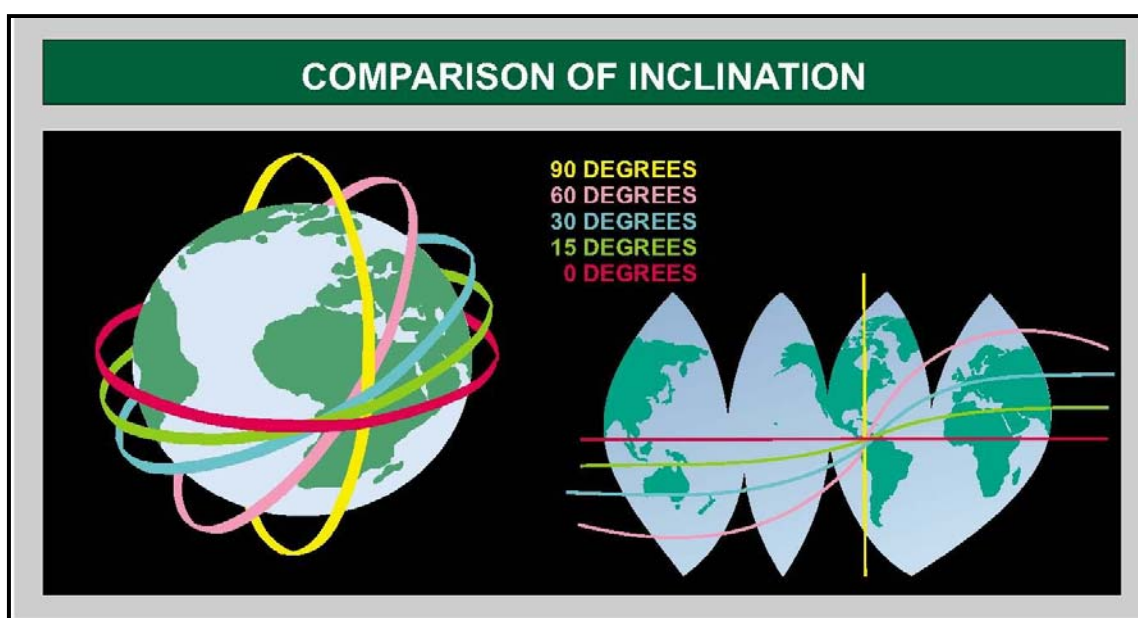 COMPARISON OF INCLINATION
90 DEGREES
60 DEGREES
30 DEGREES
15 DEGREES
0 DEGREES